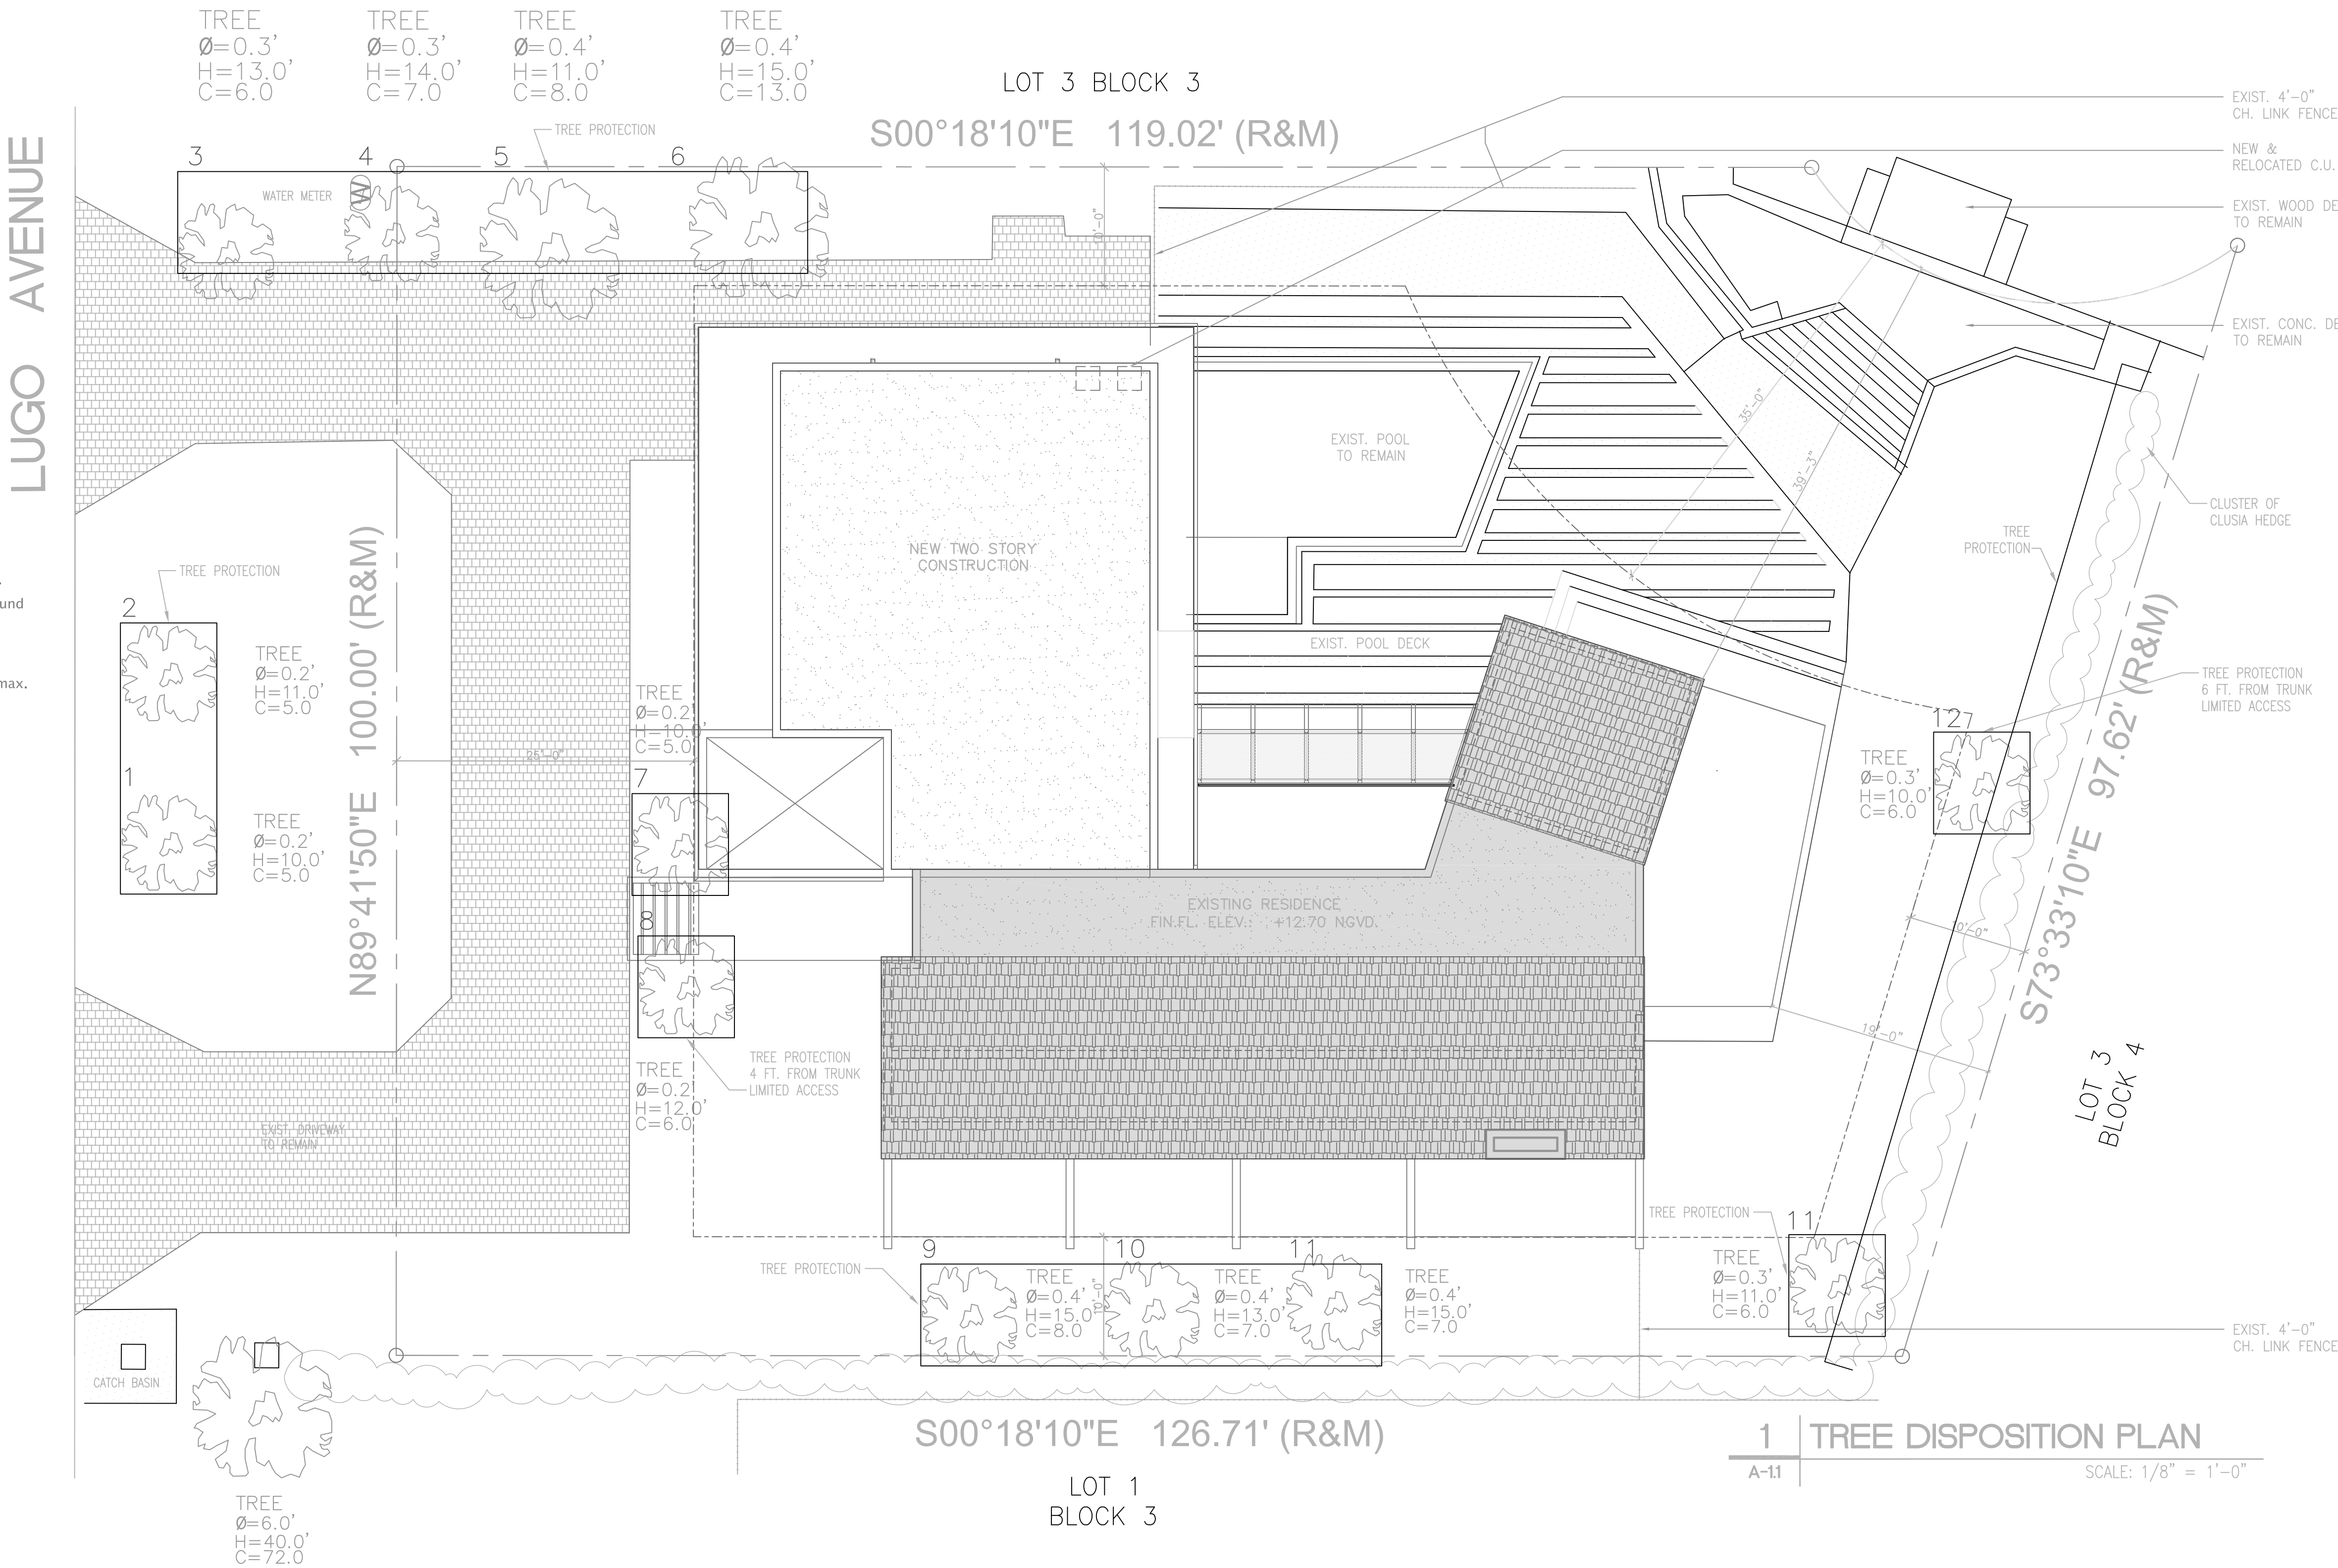 TREE
Ø=0.3'
H=13.0'
C=6.0
TREE
Ø=0.3'
H=14.0'
C=7.0
TREE
Ø=0.4'
H=11.0'
C=8.0
TREE
Ø=0.4'
H=15.0'
C=13.0
LOT 3 BLOCK 3
S00°18'10"E 119.02' (R&M)
EXIST. 4'-0"
CH. LINK FENCE
NEW &
RELOCATED C.U.
EXIST. WOOD DE
TO REMAIN
EXIST. CONC. DE
TO REMAIN
LUGO AVENUE
TREE PROTECTION
3
4
5
6
WATER METER
W
10'-0"
35'-0"
39'-3"
EXIST. POOL
TO REMAIN
NEW TWO STORY
CONSTRUCTION
CLUSTER OF
CLUSIA HEDGE
TREE
PROTECTION
und
max.
TREE PROTECTION
2
TREE
Ø=0.2'
H=11.0'
C=5.0
1
TREE
Ø=0.2'
H=10.0'
C=5.0
N89°41'50"E 100.00' (R&M)
25'-0"
TREE
Ø=0.2'
H=10.0'
C=5.0
7
8
EXIST. POOL DECK
TREE PROTECTION
6 FT. FROM TRUNK
LIMITED ACCESS
12
TREE
Ø=0.3'
H=10.0'
C=6.0
S73°33'10"E 97.62' (R&M)
10'-0"
19'-0"
EXISTING RESIDENCE
FIN.FL. ELEV.: +12.70 NGVD.
TREE
Ø=0.2'
H=12.0'
C=6.0
TREE PROTECTION
4 FT. FROM TRUNK
LIMITED ACCESS
EXIST. DRIVEWAY
TO REMAIN
LOT 3
BLOCK 4
TREE PROTECTION
9
TREE
Ø=0.4'
H=15.0'
C=8.0
10'-0"
10
TREE
Ø=0.4'
H=13.0'
C=7.0
11
TREE
Ø=0.4'
H=15.0'
C=7.0
TREE PROTECTION
11
TREE
Ø=0.3'
H=11.0'
C=6.0
EXIST. 4'-0"
CH. LINK FENCE
CATCH BASIN
TREE
Ø=6.0'
H=40.0'
C=72.0
S00°18'10"E 126.71' (R&M)
LOT 1
BLOCK 3
1
A-1.1
TREE DISPOSITION PLAN
SCALE: 1/8" = 1'-0"